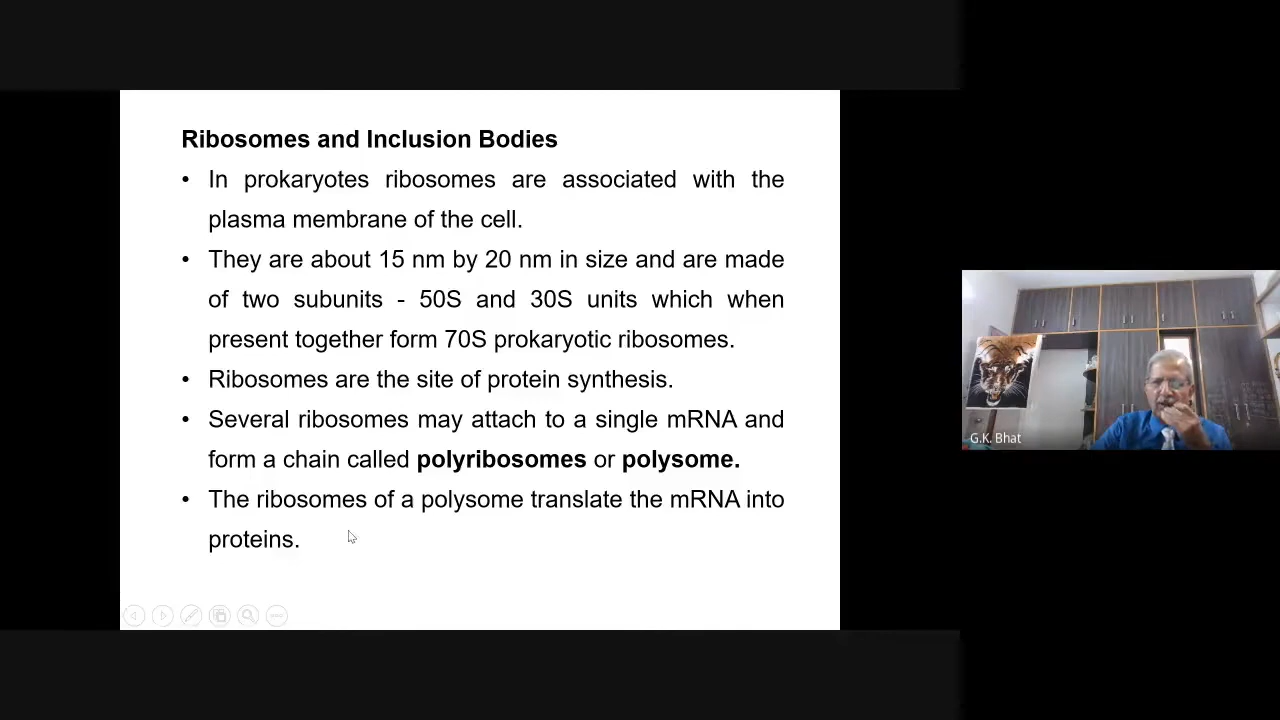 Ribosomes and Inclusion Bodies
• In prokaryotes ribosomes are associated with the
plasma membrane of the cell.
• They are about 15 nm by 20 nm in size and are made
of two subunits - 50S and 30S units which when
present together form 70S prokaryotic ribosomes.
• Ribosomes are the site of protein synthesis.
• Several ribosomes may attach to a single mRNA and
form a chain called polyribosomes or polysome.
• The ribosomes of a polysome translate the mRNA into
proteins.
G.K. Bhat